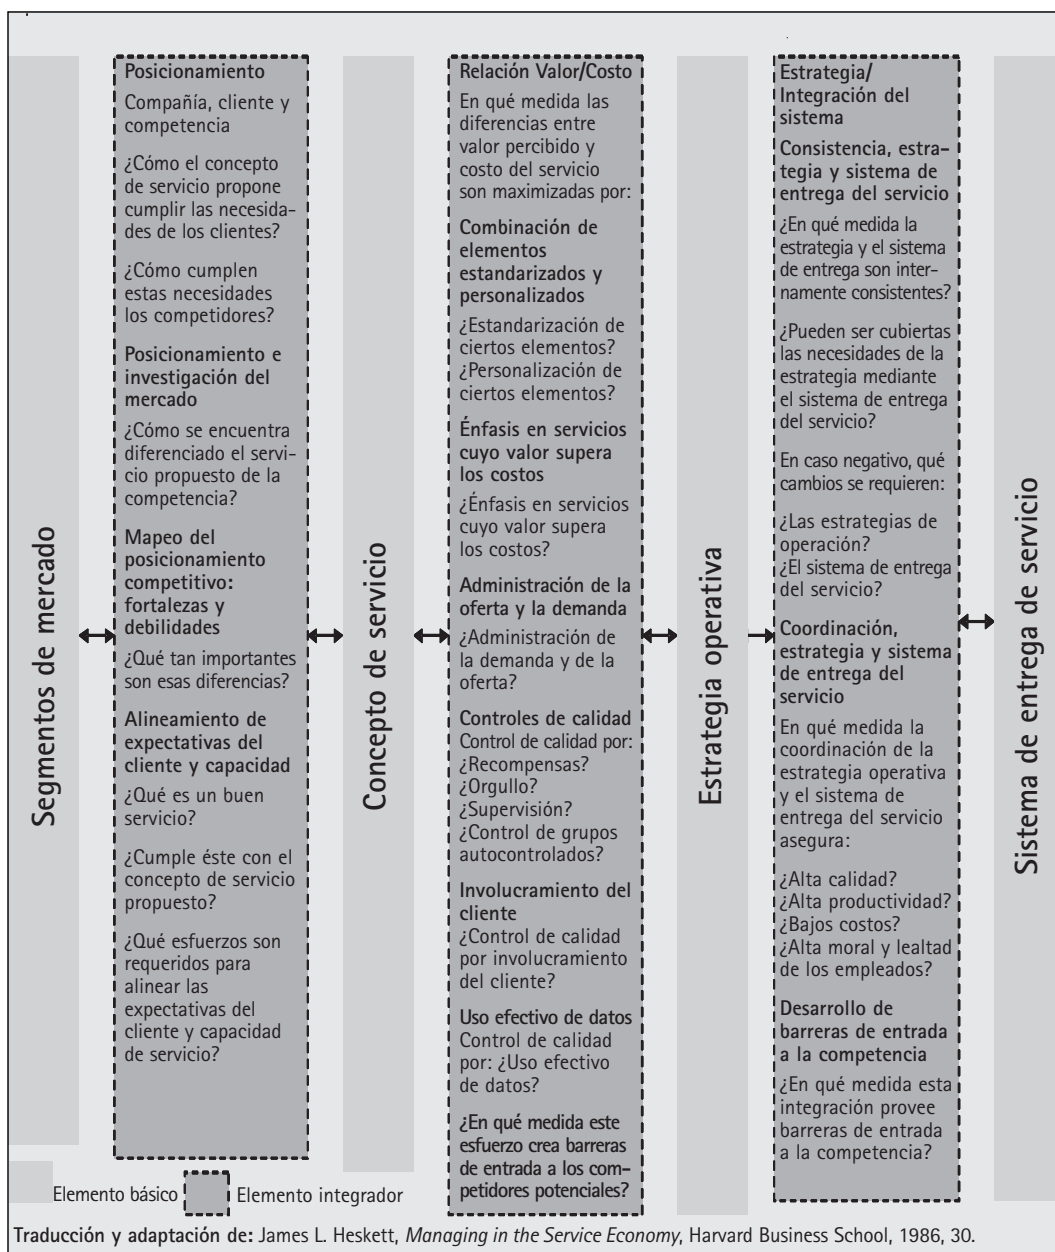 Segmentos de mercado
Posicionamiento
Compañía, cliente y
competencia
¿Cómo el concepto
de servicio propone
cumplir las necesida-
des de los clientes?
¿Cómo cumplen
estas necesidades
los competidores?
Posicionamiento e
investigación del
mercado
¿Cómo se encuentra
diferenciado el servi-
cio propuesto de la
competencia?
Mapeo del
posicionamiento
competitivo:
fortalezas y
debilidades
¿Qué tan importantes
son esas diferencias?
Alineamiento de
expectativas del
cliente y capacidad
¿Qué es un buen
servicio?
¿Cumple éste con el
concepto de servicio
propuesto?
¿Qué esfuerzos son
requeridos para
alinear las
expectativas del
cliente y capacidad
de servicio?
Concepto de servicio
Relación Valor/Costo
En qué medida las
diferencias entre
valor percibido y
costo del servicio
son maximizadas por:
Combinación de
elementos
estandarizados y
personalizados
¿Estandarización de
ciertos elementos?
¿Personalización de
ciertos elementos?
Énfasis en servicios
cuyo valor supera
los costos
¿Énfasis en servicios
cuyo valor supera
los costos?
Administración de la
oferta y la demanda
¿Administración de
la demanda y de la
oferta?
Controles de calidad
Control de calidad por:
¿Recompensas?
¿Orgullo?
¿Supervisión?
¿Control de grupos
autocontrolados?
Involucramiento del
cliente
¿Control de calidad
por involucramiento
del cliente?
Uso efectivo de datos
Control de calidad
por: ¿Uso efectivo
de datos?
¿En qué medida este
esfuerzo crea barreras
de entrada a los com-
petidores potenciales?
Estrategia operativa
Estrategia/
Integración del
sistema
Consistencia, estra-
tegia y sistema de
entrega del servicio
¿En qué medida la
estrategia y el sistema
de entrega son inter-
namente consistentes?
¿Pueden ser cubiertas
las necesidades de la
estrategia mediante
el sistema de entrega
del servicio?
En caso negativo, qué
cambios se requieren:
¿Las estrategias de
operación?
¿El sistema de entrega
del servicio?
Coordinación,
estrategia y sistema
de entrega del
servicio
En qué medida la
coordinación de la
estrategia operativa
y el sistema de
entrega del servicio
asegura:
¿Alta calidad?
¿Alta productividad?
¿Bajos costos?
¿Alta moral y lealtad
de los empleados?
Desarrollo de
barreras de entrada
a la competencia
¿En qué medida esta
integración provee
barreras de entrada
a la competencia?
Sistema de entrega de servicio
Elemento básico
Elemento integrador
Traducción y adaptación de: James L. Heskett, Managing in the Service Economy, Harvard Business School, 1986, 30.